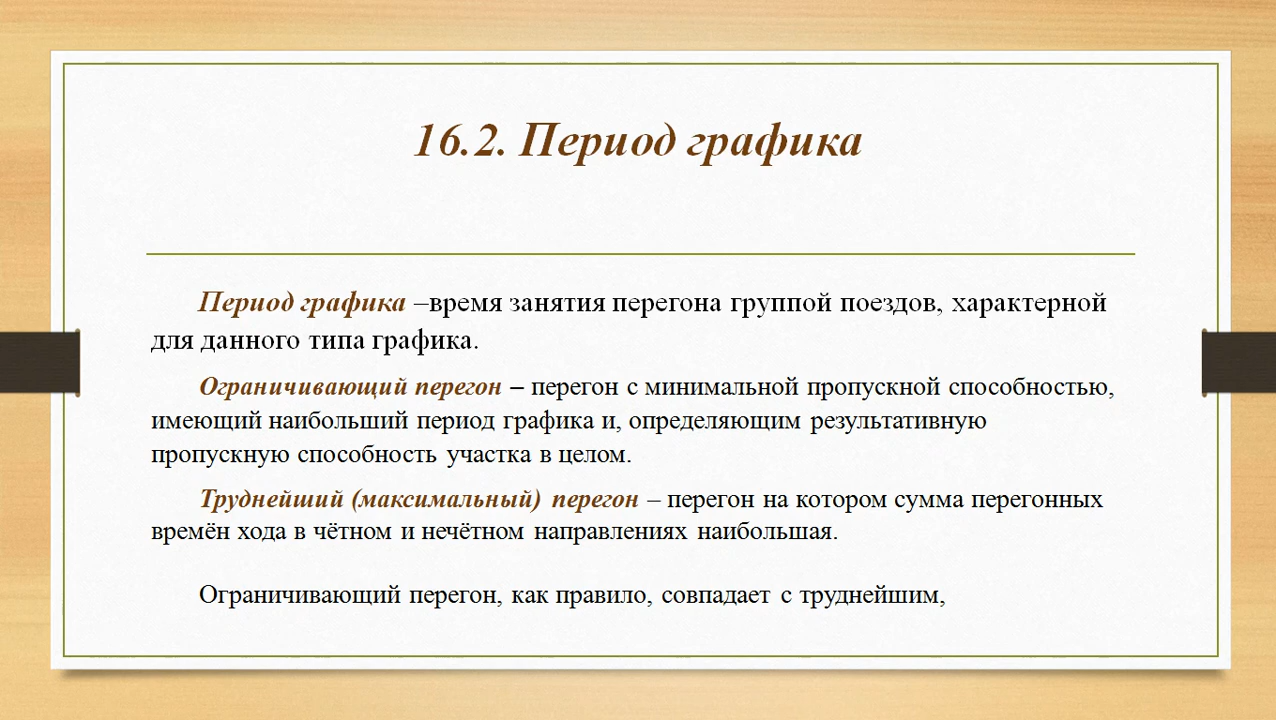 16.2. Период графика
Период графика –время занятия перегона группой поездов, характерной
для данного типа графика.
Ограничивающий перегон – перегон с минимальной пропускной способностью,
имеющий наибольший период графика и, определяющим результативную
пропускную способность участка в целом.
Труднейший (максимальный) перегон – перегон на котором сумма перегонных
времён хода в чётном и нечётном направлениях наибольшая.
Ограничивающий перегон, как правило, совпадает с труднейшим,